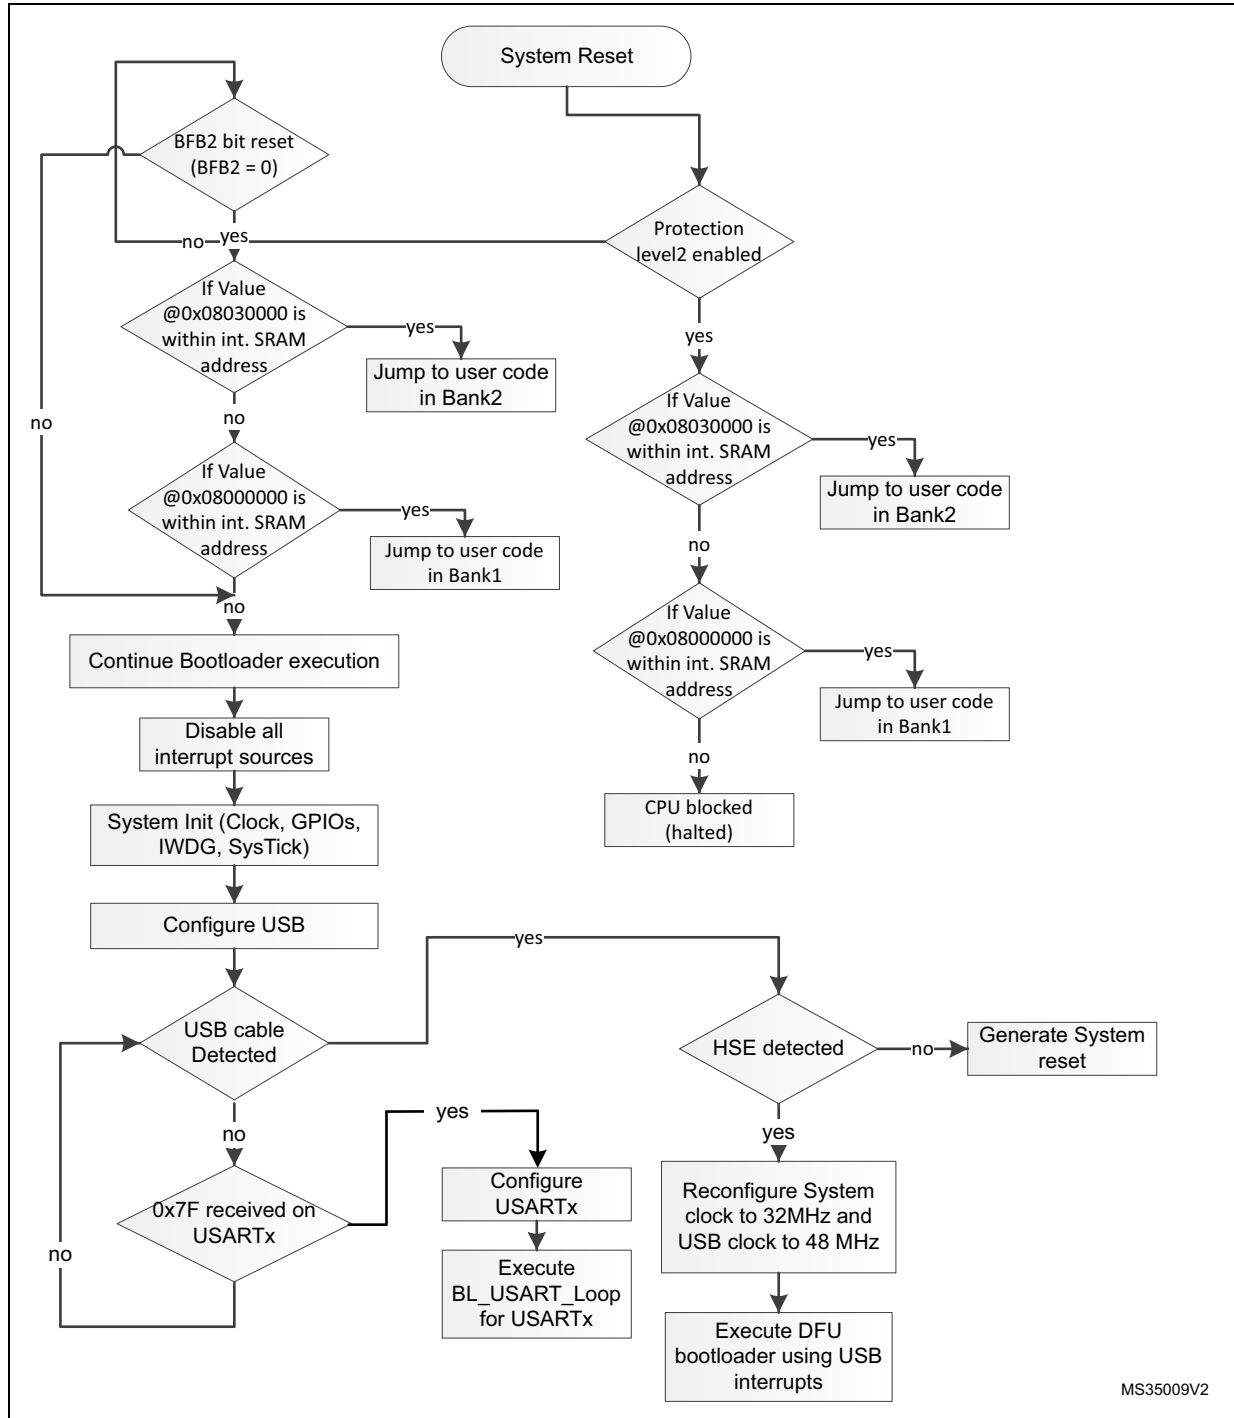 System Reset
BFB2 bit reset
(BFB2 = 0)
no
yes
Protection
level2 enabled
If Value
@0x08030000 is
within int. SRAM
address
yes
Jump to user code
in Bank2
yes
no
no
If Value
@0x08030000 is
within int. SRAM
address
yes
Jump to user code
in Bank2
If Value
@0x08000000 is
within int. SRAM
address
yes
Jump to user code
in Bank1
no
no
If Value
@0x08000000 is
within int. SRAM
address
yes
Jump to user code
in Bank1
no
CPU blocked
(halted)
Continue Bootloader execution
Disable all
interrupt sources
System Init (Clock, GPIOs,
IWDG, SysTick)
Configure USB
yes
USB cable
Detected
HSE detected
no
Generate System
reset
no
yes
yes
0x7F received on
USARTx
no
Configure
USARTx
Execute
BL_USART_Loop
for USARTx
Reconfigure System
clock to 32MHz and
USB clock to 48 MHz
Execute DFU
bootloader using USB
interrupts
MS35009V2